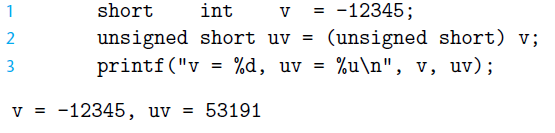 1 short int v = -12345;
2 unsigned short uv = (unsigned short) v;
3 printf("v = %d, uv = %u\n", v, uv);
v = -12345, uv = 53191